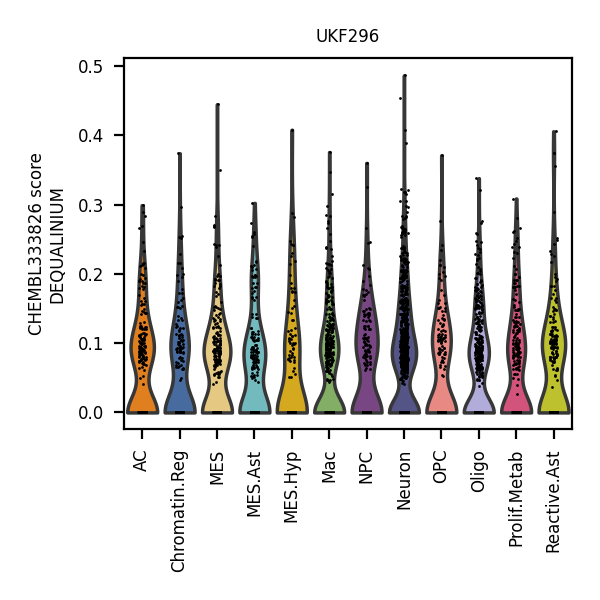 UKF296
CHEMBL333826 score
DEQUALINIUM
0.5
0.4
0.3
0.2
0.1
0.0
AC
Chromatin.Reg
MES
MES.Ast
MES.Hyp
Mac
NPC
Neuron
OPC
Oligo
Prolif.Metab
Reactive.Ast